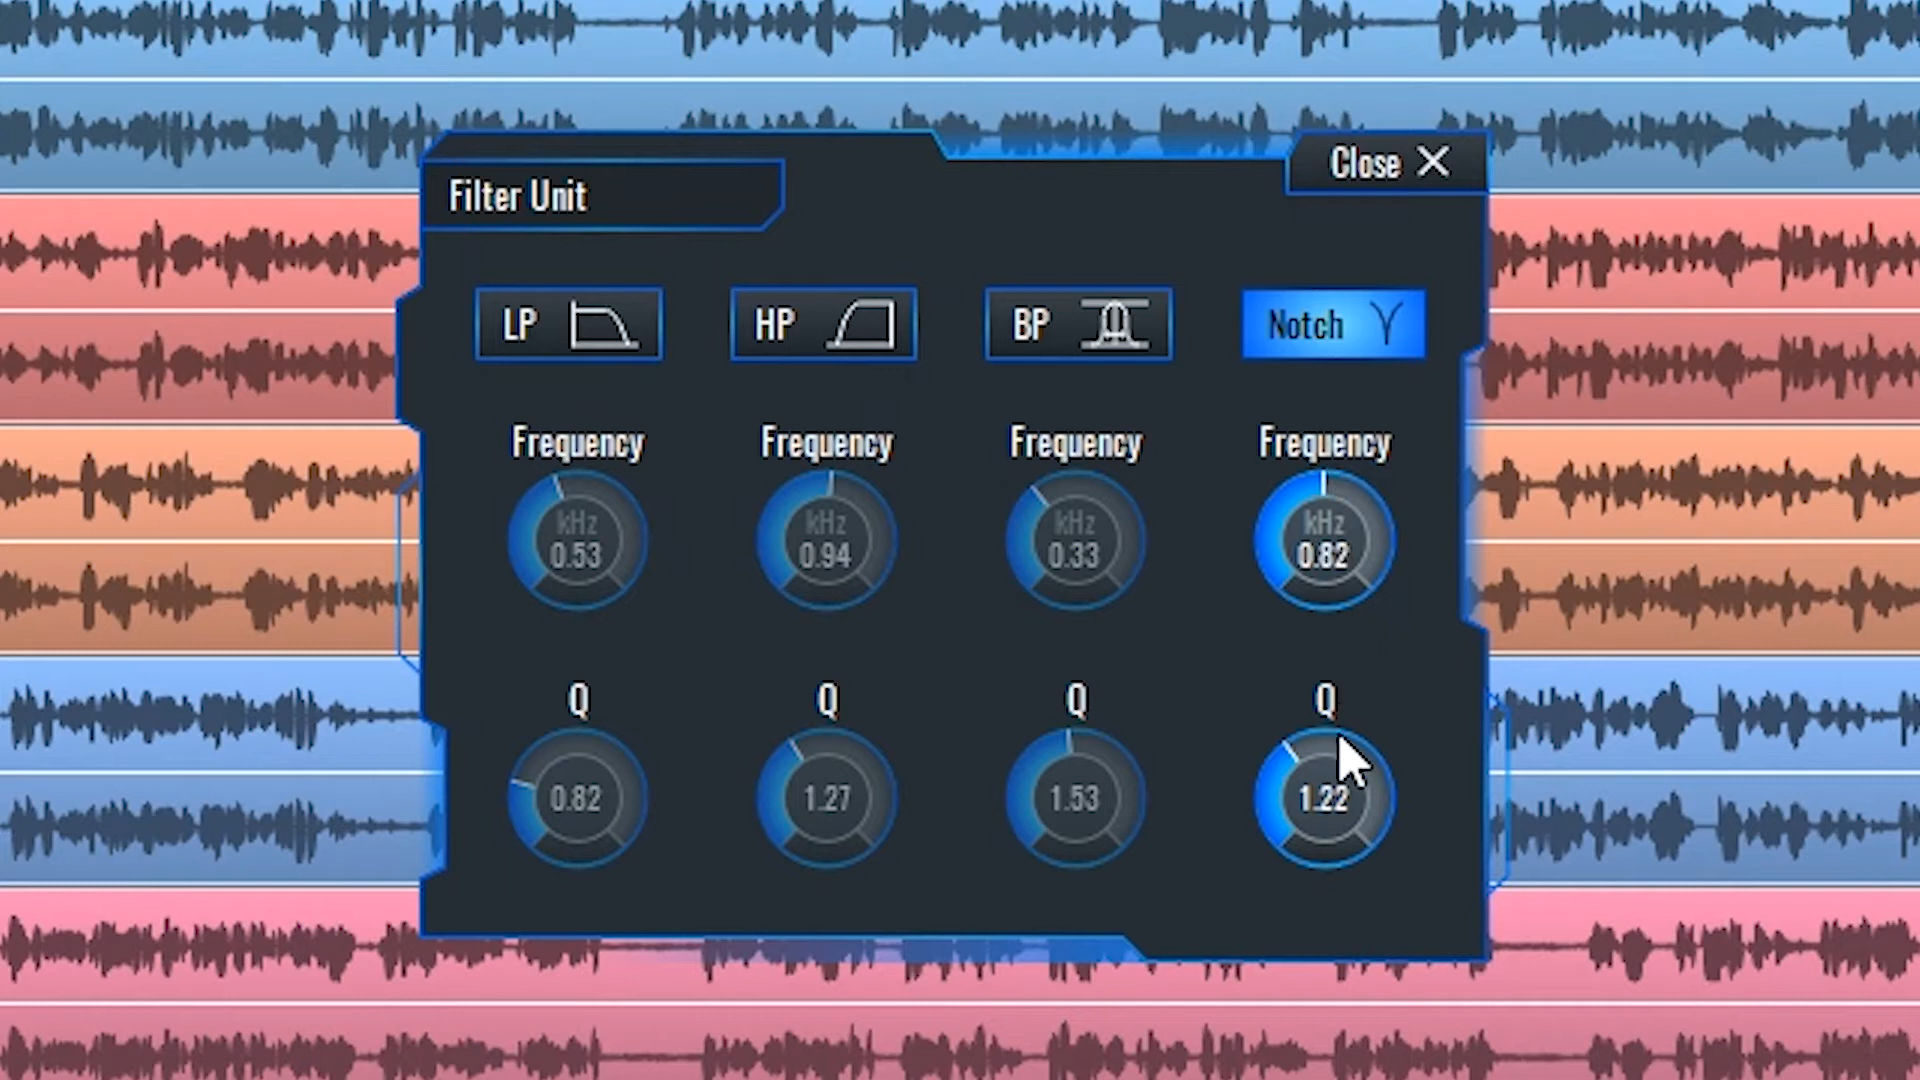 Close
Filter Unit
LP HP BP Notch
Frequency Frequency Frequency Frequency
kHz kHz kHz kHz
0.53 0.94 0.33 0.82
Q Q Q Q
0.82 1.27 1.53 1.22